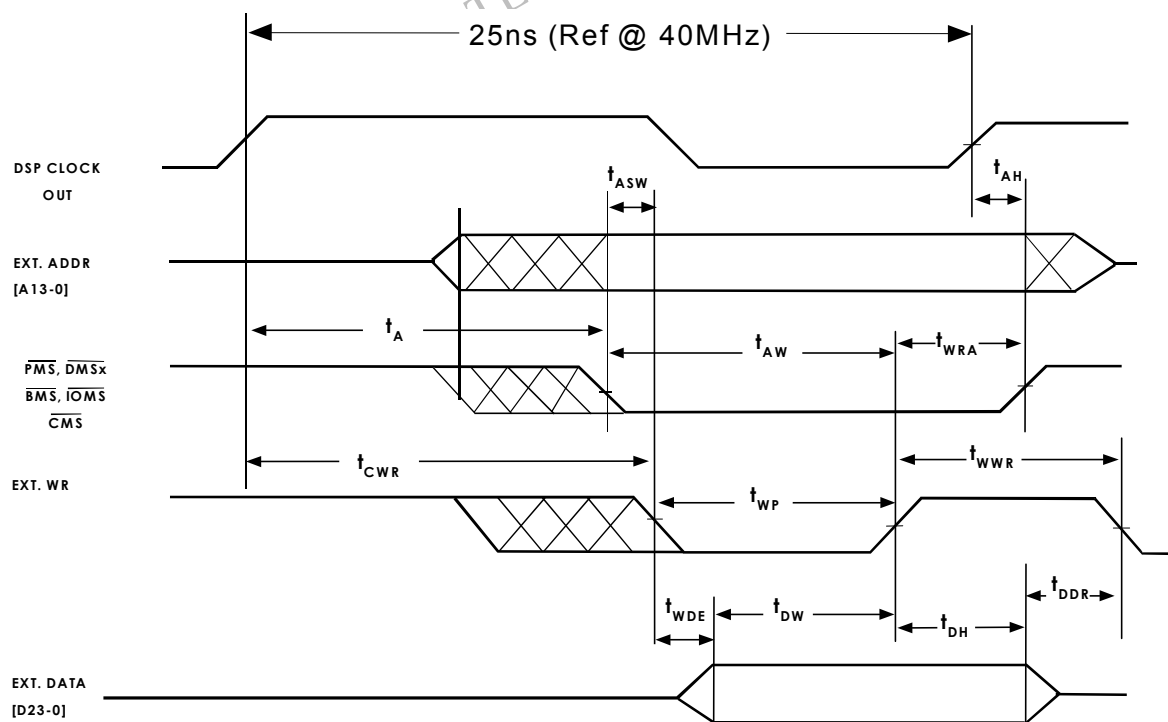 25ns (Ref @ 40MHz)
DSP CLOCK
OUT
tASW
tAH
EXT. ADDR
[A13-0]
tA
tAW
tWRA
PMS, DMSx
BMS, IOMS
CMS
tCWR
tWWR
EXT. WR
tWP
tWDE
tDW
tDH
tDDR
EXT. DATA
[D23-0]